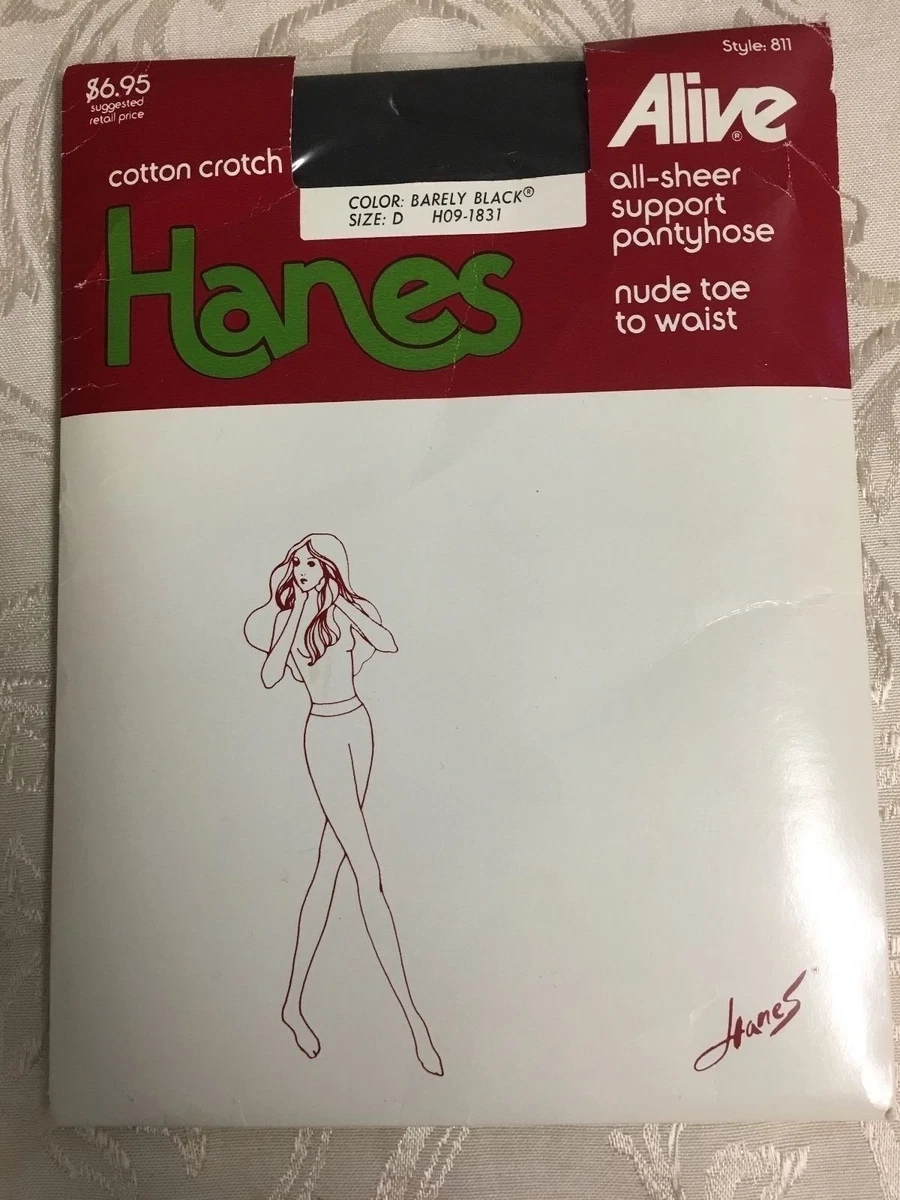 $6.95
suggested
retail price
cotton crotch
Hanes
COLOR: BARELY BLACK®
SIZE: D H09-1831
Style: 811
Alive®
all-sheer
support
pantyhose
nude toe
to waist
Hanes